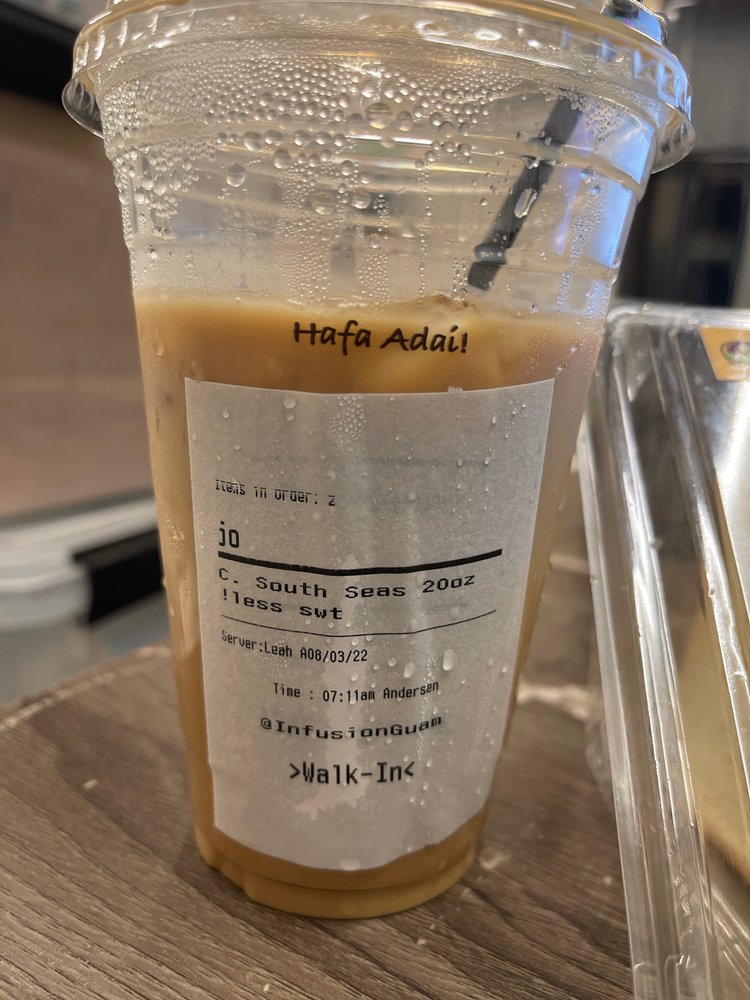 Hafa Adai!
Items in order: 2
jo
C. South Seas 20oz
!less swt
Server:Leah A08/03/22
Time : 07:11am Andersen
@InfusionGuam
>Walk-In<